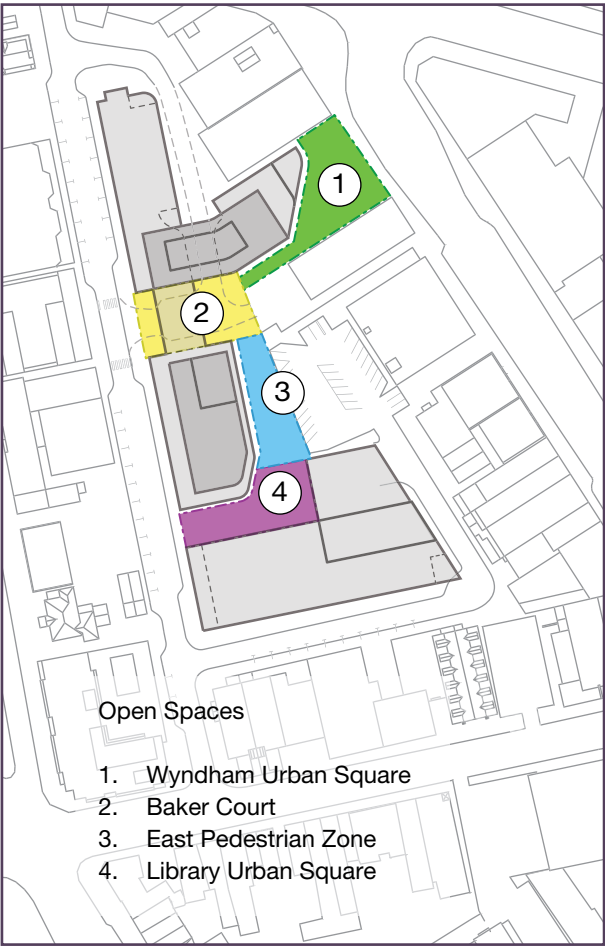 1
2
3
4
Open Spaces
1. Wyndham Urban Square
2. Baker Court
3. East Pedestrian Zone
4. Library Urban Square